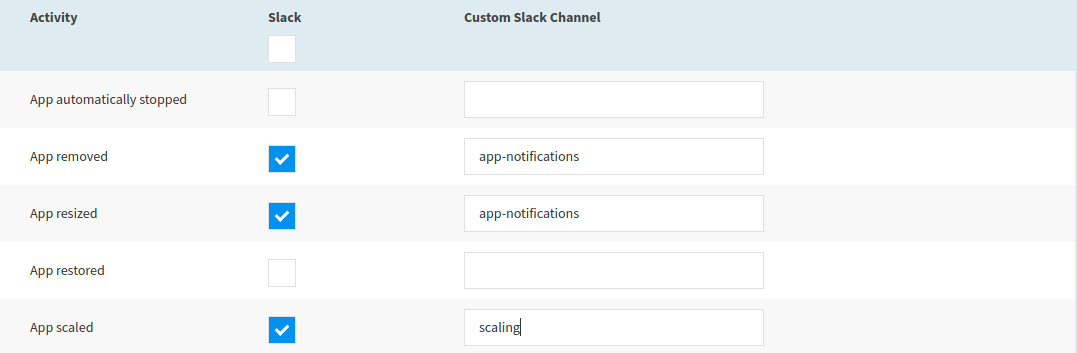 Activity Slack Custom Slack Channel
App automatically stopped
App removed app-notifications
App resized app-notifications
App restored
App scaled scaling